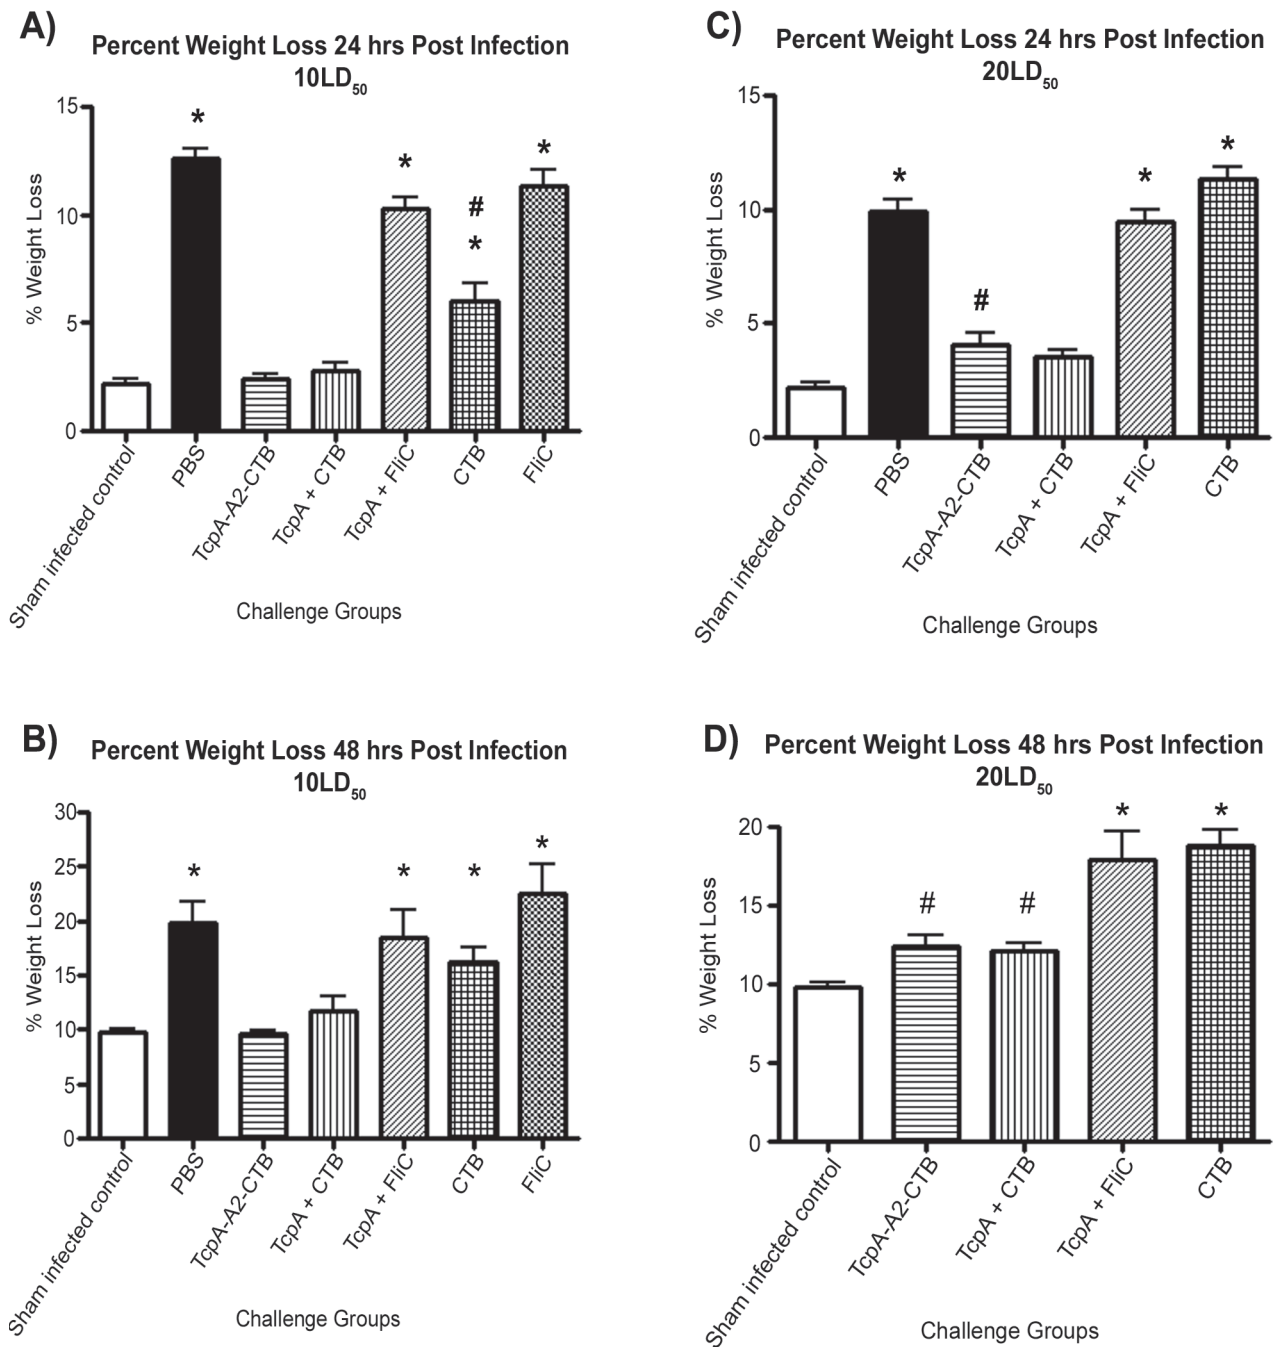 A)
Percent Weight Loss 24 hrs Post Infection
10LD50
*
*
*
#
*
15
10
5
0
% Weight Loss
Sham infected control
PBS
TcpA-A2-CTB
TcpA + CTB
TcpA + FliC
CTB
FliC
Challenge Groups
C)
Percent Weight Loss 24 hrs Post Infection
20LD50
*
*
*
#
15
10
5
0
% Weight Loss
Sham infected control
PBS
TcpA-A2-CTB
TcpA + CTB
TcpA + FliC
CTB
Challenge Groups
B)
Percent Weight Loss 48 hrs Post Infection
10LD50
*
*
*
*
30
25
20
15
10
5
0
% Weight Loss
Sham infected control
PBS
TcpA-A2-CTB
TcpA + CTB
TcpA + FliC
CTB
FliC
Challenge Groups
D)
Percent Weight Loss 48 hrs Post Infection
20LD50
*
*
#
#
20
15
10
5
0
% Weight Loss
Sham infected control
TcpA-A2-CTB
TcpA + CTB
TcpA + FliC
CTB
Challenge Groups